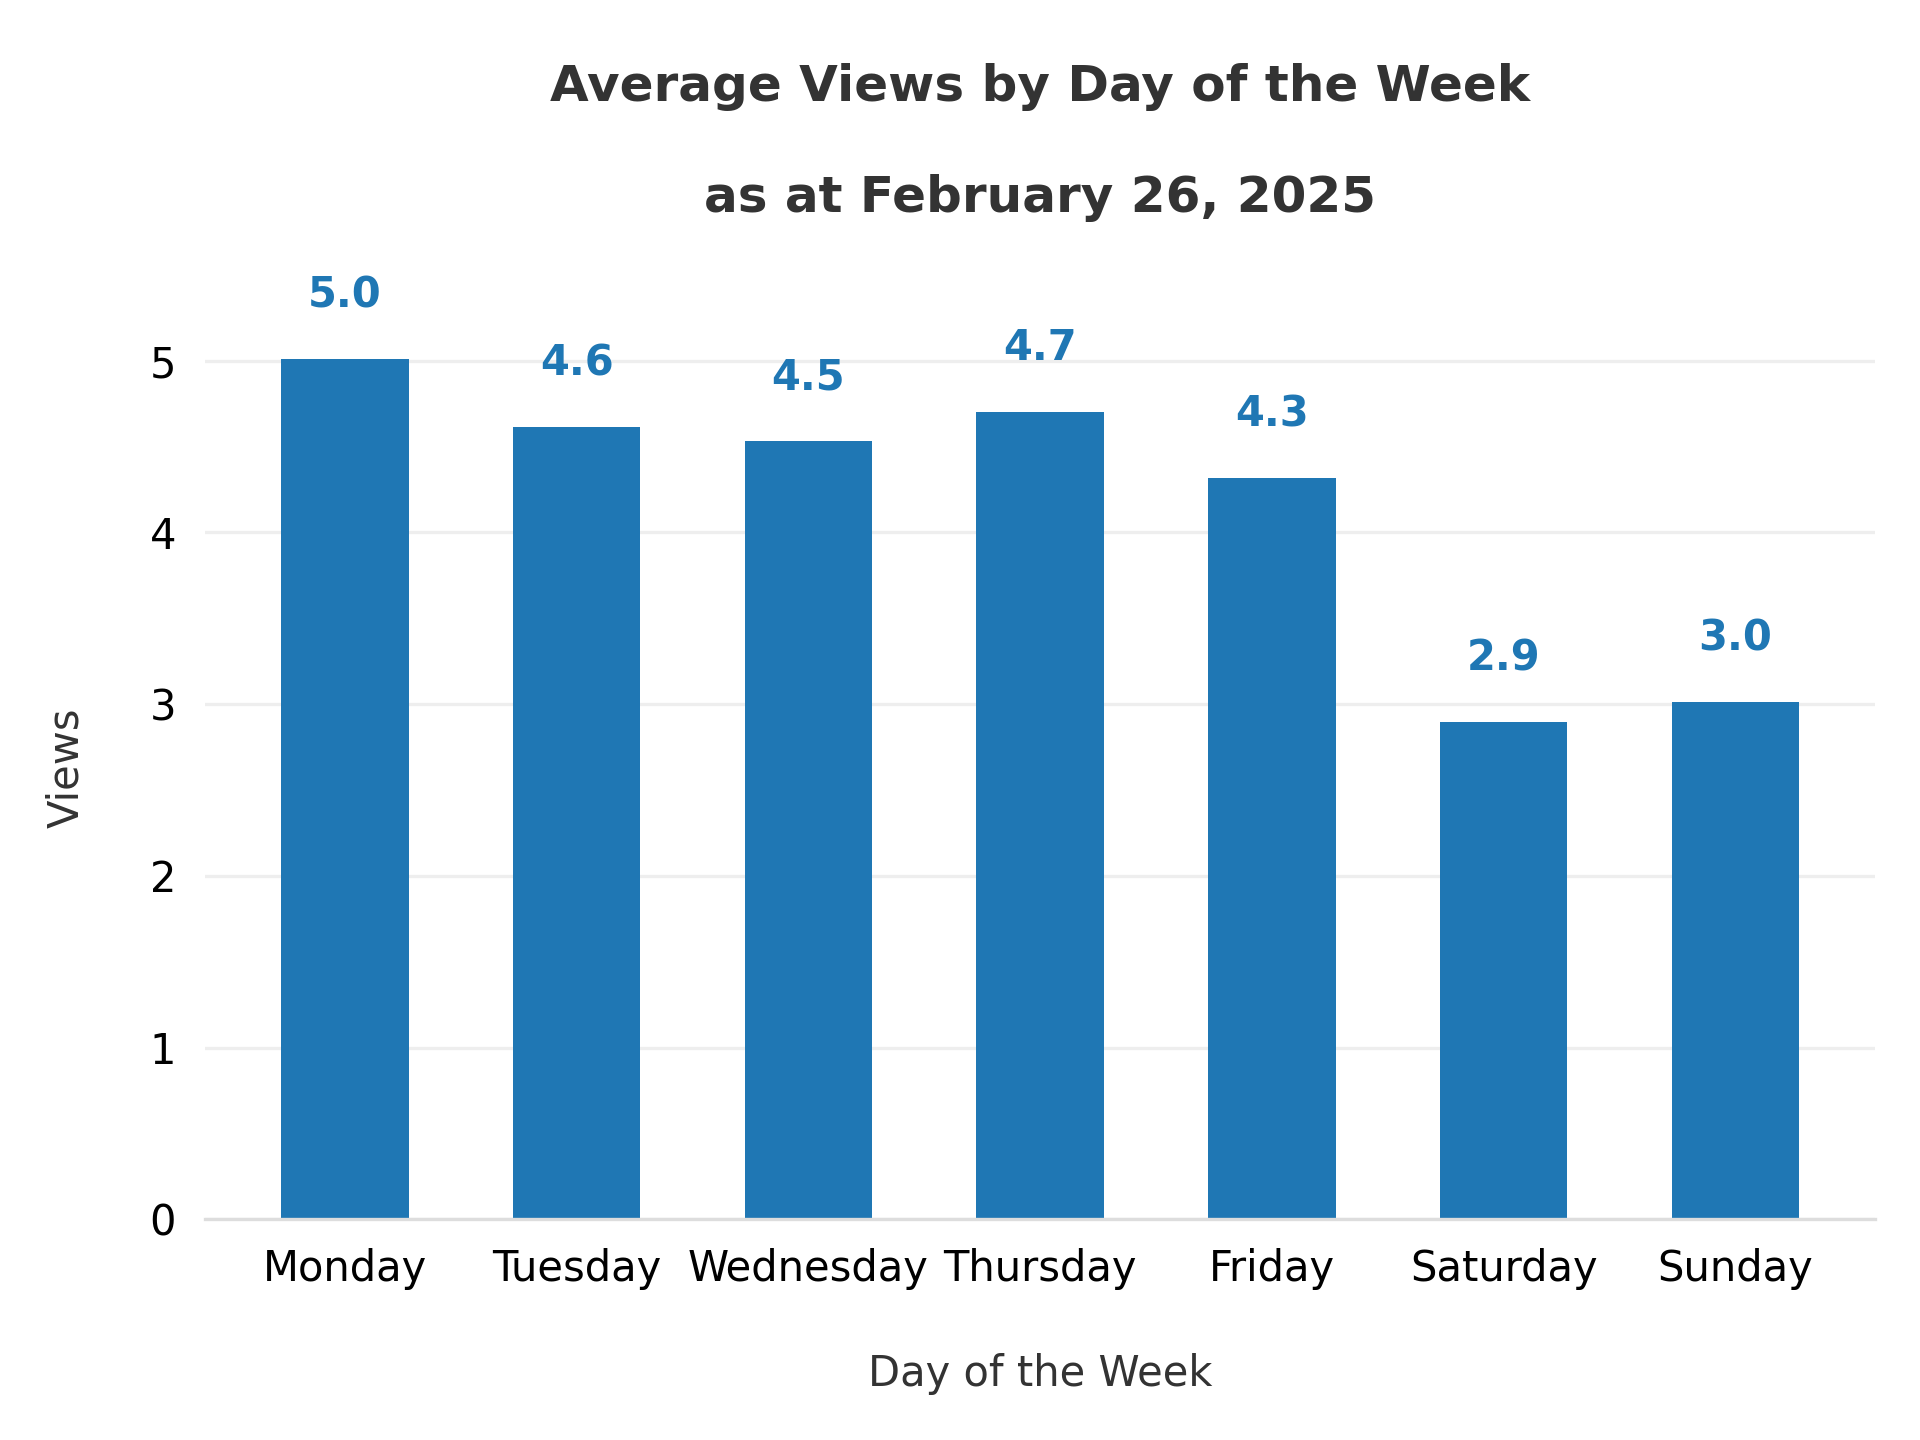 Average Views by Day of the Week
as at February 26, 2025
5.0
4.6
4.5
4.7
4.3
2.9
3.0
5
4
3
2
1
0
Views
Monday Tuesday Wednesday Thursday Friday Saturday Sunday
Day of the Week